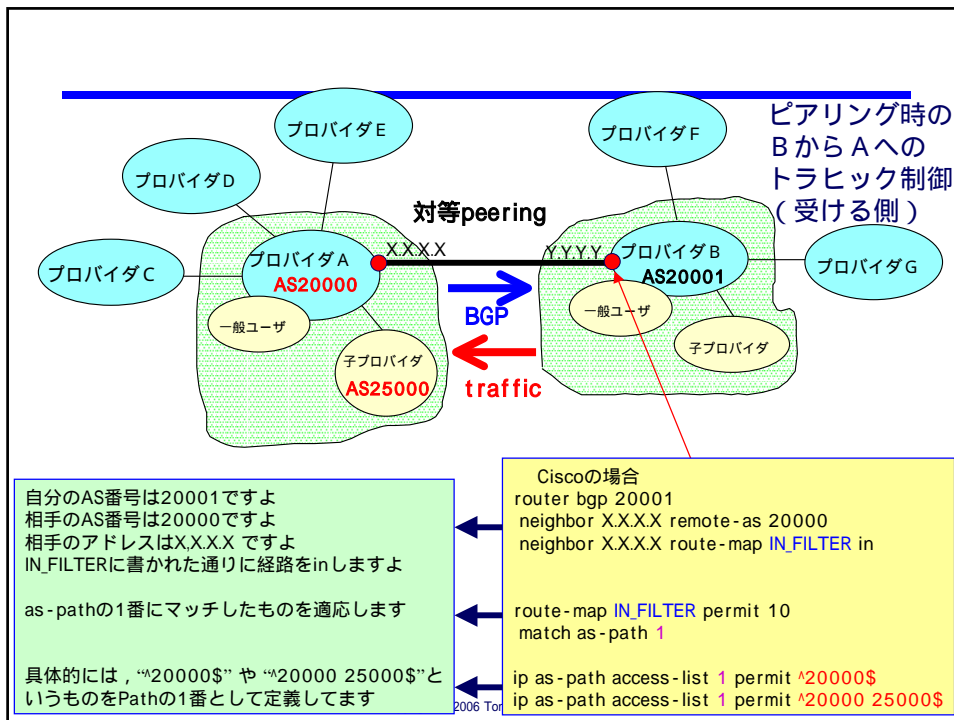 ピアリング時の
BからAへの
トラヒック制御
(受ける側)
プロバイダE
プロバイダF
プロバイダD
対等peering
X.X.X.X
Y.Y.Y.Y
プロバイダC
プロバイダA
AS20000
プロバイダB
AS20001
プロバイダG
一般ユーザ
BGP
一般ユーザ
子プロバイダ
AS25000
traffic
子プロバイダ
自分のAS番号は20001ですよ
相手のAS番号は20000ですよ
相手のアドレスはX,X.X.X ですよ
IN_FILTERに書かれた通りに経路をinしますよ
as-pathの1番にマッチしたものを適応します
具体的には，“^20000$” や “^20000 25000$”と
いうものをPathの1番として定義してます
Ciscoの場合
router bgp 20001
neighbor X.X.X.X remote-as 20000
neighbor X.X.X.X route-map IN_FILTER in
route-map IN_FILTER permit 10
match as-path 1
ip as-path access-list 1 permit ^20000$
ip as-path access-list 1 permit ^20000 25000$
2006